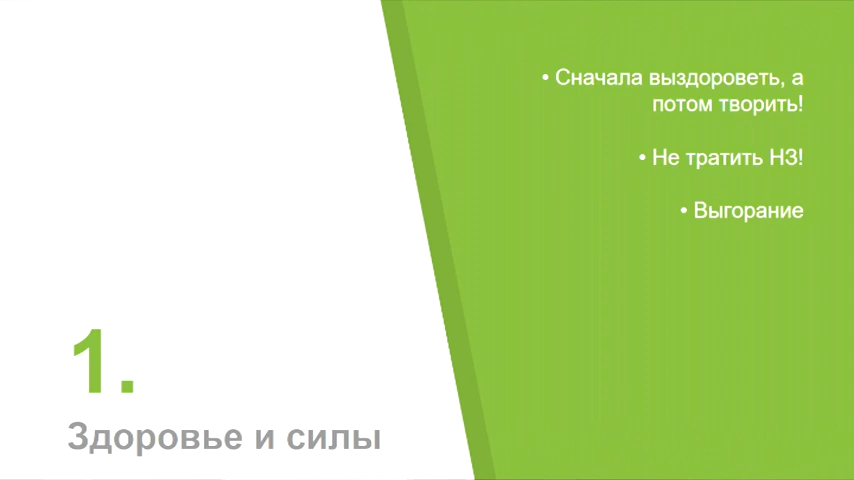 1.
Здоровье и силы
• Сначала выздороветь, а
потом творить!
• Не тратить НЗ!
• Выгорание